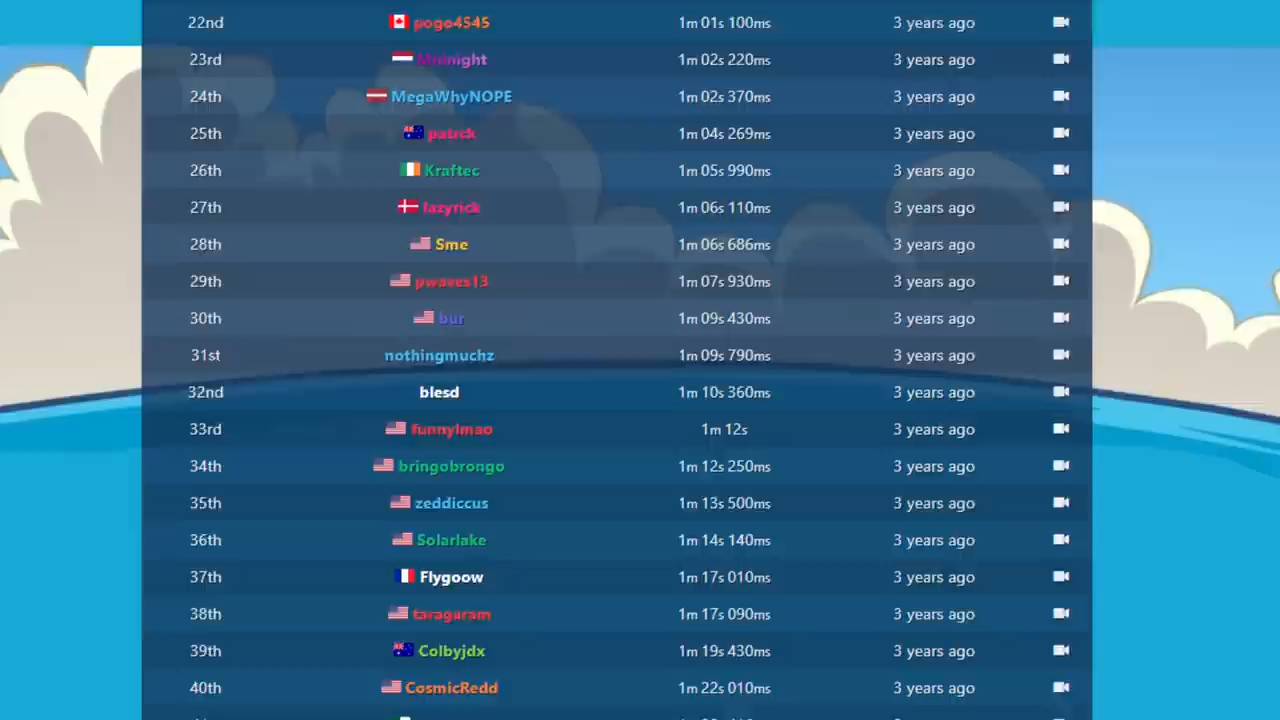 22nd pogo4545 1m 01s 100ms 3 years ago
23rd Midnight 1m 02s 220ms 3 years ago
24th MegaWhyNOPE 1m 02s 370ms 3 years ago
25th patrck 1m 04s 269ms 3 years ago
26th Kraftec 1m 05s 990ms 3 years ago
27th lazyrick 1m 06s 110ms 3 years ago
28th Sme 1m 06s 686ms 3 years ago
29th pwaves13 1m 07s 930ms 3 years ago
30th bur 1m 09s 430ms 3 years ago
31st nothingmuchz 1m 09s 790ms 3 years ago
32nd blesd 1m 10s 360ms 3 years ago
33rd funnylmao 1m 12s 3 years ago
34th bringobrongo 1m 12s 250ms 3 years ago
35th zeddiccus 1m 13s 500ms 3 years ago
36th Solarlake 1m 14s 140ms 3 years ago
37th Flygoow 1m 17s 010ms 3 years ago
38th taragaram 1m 17s 090ms 3 years ago
39th Colbyjdx 1m 19s 430ms 3 years ago
40th CosmicRedd 1m 22s 010ms 3 years ago